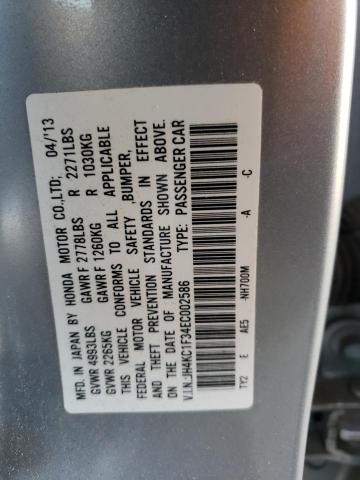 MFD. IN JAPAN BY HONDA MOTOR CO.,LTD; 04/'13
GVWR 4993LBS GAWR F 2778LBS R 2271LBS
GVWR 2265KG GAWR F 1260KG R 1030KG
THIS VEHICLE CONFORMS TO ALL APPLICABLE
FEDERAL MOTOR VEHICLE SAFETY ,BUMPER,
AND THEFT PREVENTION STANDARDS IN EFFECT
ON THE DATE OF MANUFACTURE SHOWN ABOVE.
V.I.N.:JH4KC1F34EC002586 TYPE: PASSENGER CAR
TY2 E AE5 -NH700M -A -C